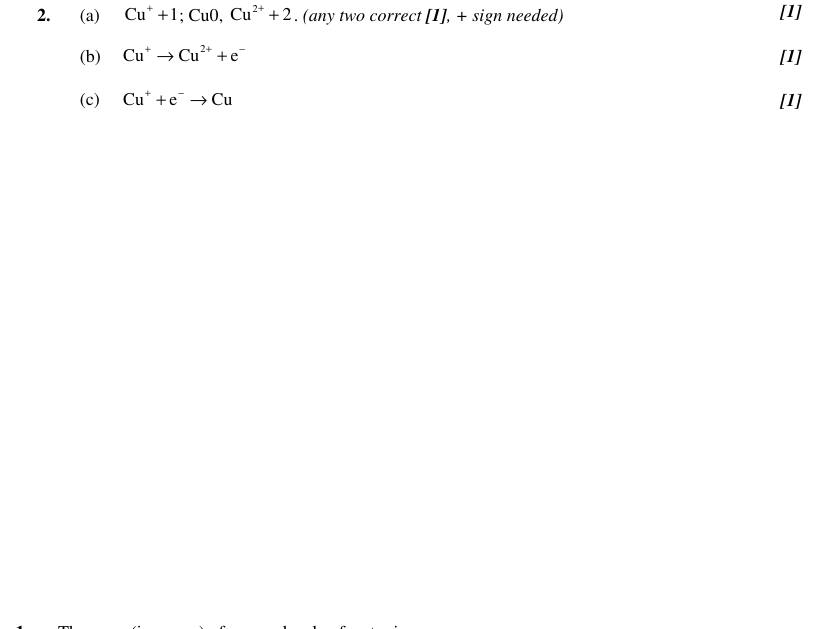 2. (a) Cu⁺ +1; Cu0, Cu²⁺ +2. (any two correct [1], + sign needed) [1]
(b) Cu⁺ → Cu²⁺ + e⁻ [1]
(c) Cu⁺ + e⁻ → Cu [1]